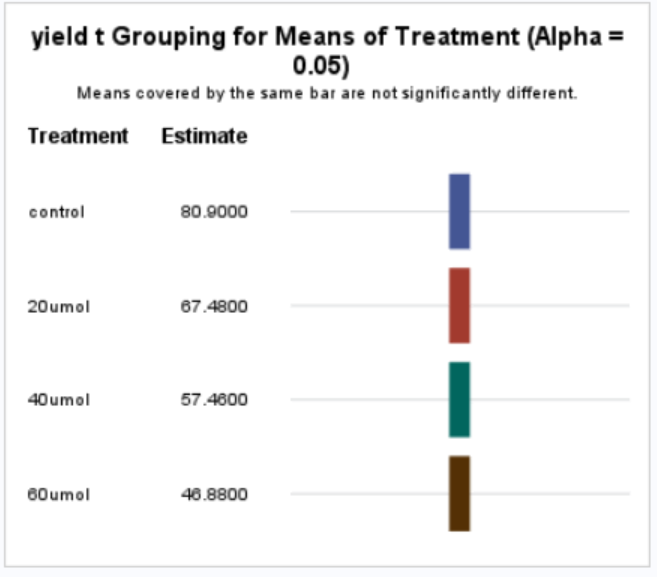 yield t Grouping for Means of Treatment (Alpha =
0.05)
Means covered by the same bar are not significantly different.
Treatment Estimate
control 80.9000
20umol 67.4800
40umol 57.4600
60umol 46.8800